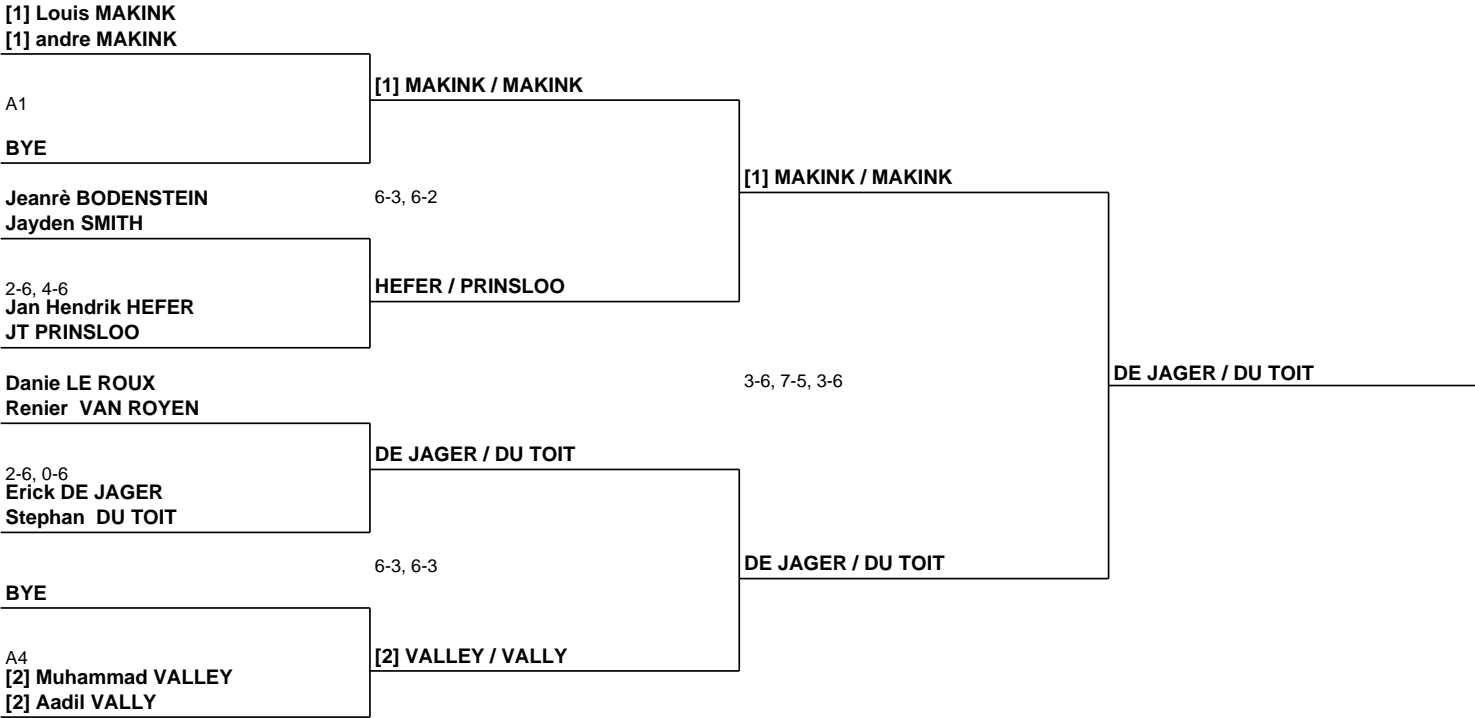 [1] Louis MAKINK
[1] andre MAKINK
A1
BYE
[1] MAKINK / MAKINK
Jeanrè BODENSTEIN
Jayden SMITH
6-3, 6-2
2-6, 4-6
Jan Hendrik HEFER
JT PRINSLOO
HEFER / PRINSLOO
[1] MAKINK / MAKINK
Danie LE ROUX
Renier  VAN ROYEN
3-6, 7-5, 3-6
DE JAGER / DU TOIT
2-6, 0-6
Erick DE JAGER
Stephan  DU TOIT
DE JAGER / DU TOIT
6-3, 6-3
DE JAGER / DU TOIT
BYE
A4
[2] Muhammad VALLEY
[2] Aadil VALLY
[2] VALLEY / VALLY